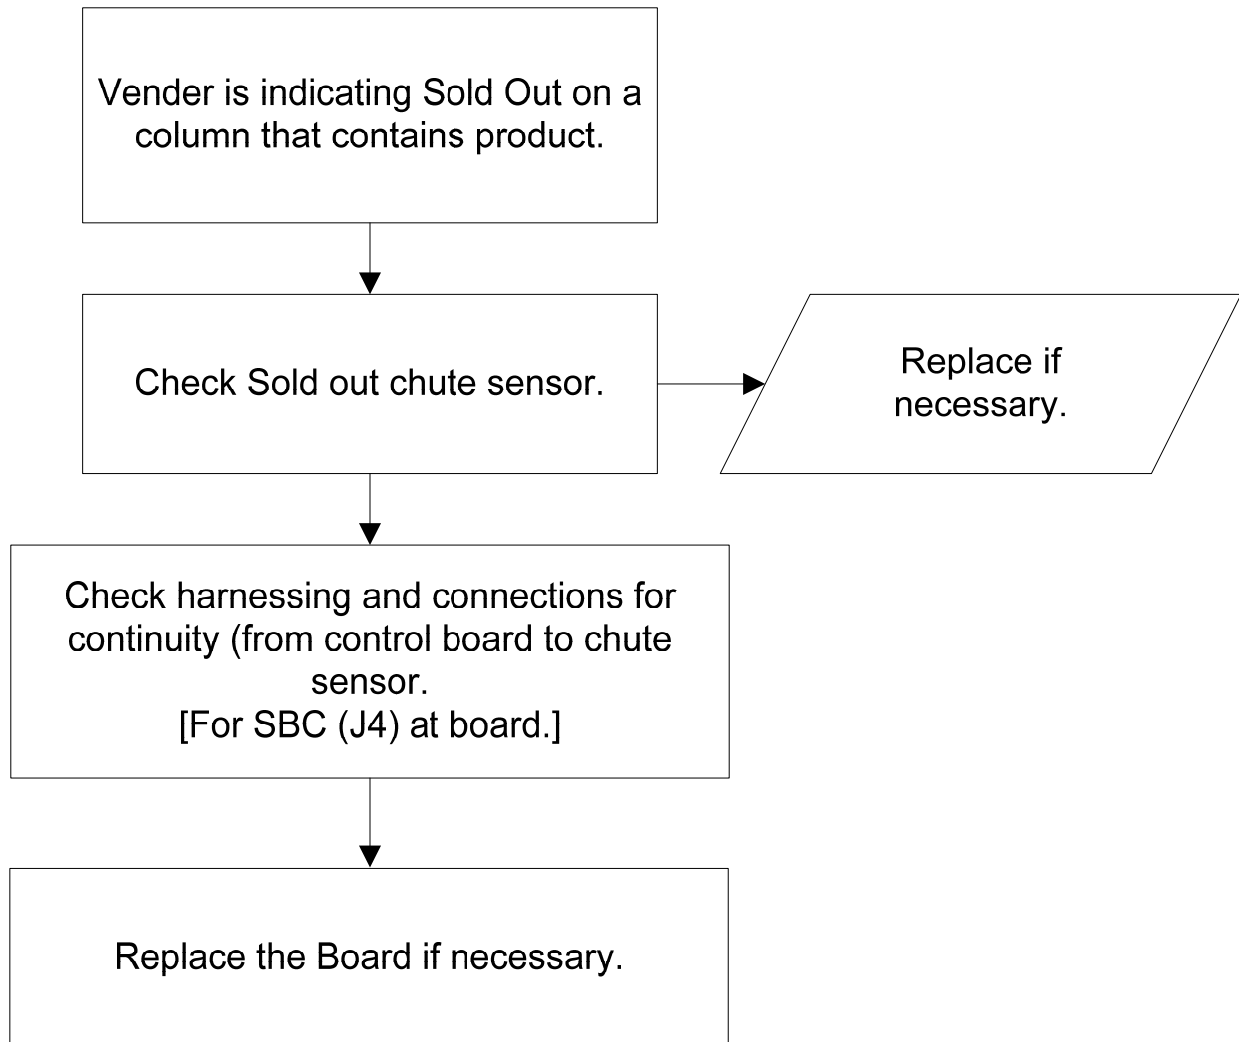 Vender is indicating Sold Out on a
column that contains product.
Check Sold out chute sensor.
Replace if
necessary.
Check harnessing and connections for
continuity (from control board to chute
sensor.
[For SBC (J4) at board.]
Replace the Board if necessary.